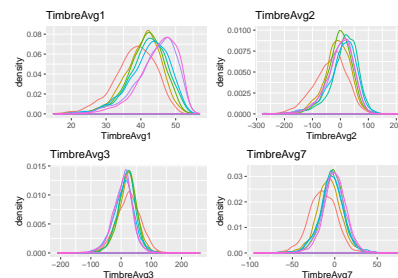 TimbreAvg1
density
0.08
0.06
0.04
0.02
0.00
20 30 40 50
TimbreAvg1
TimbreAvg2
density
0.0100
0.0075
0.0050
0.0025
0.0000
-300 -200 -100 0 100 200
TimbreAvg2
TimbreAvg3
density
0.015
0.010
0.005
0.000
-200 -100 0 100 200
TimbreAvg3
TimbreAvg7
density
0.03
0.02
0.01
0.00
-100 -50 0 50
TimbreAvg7